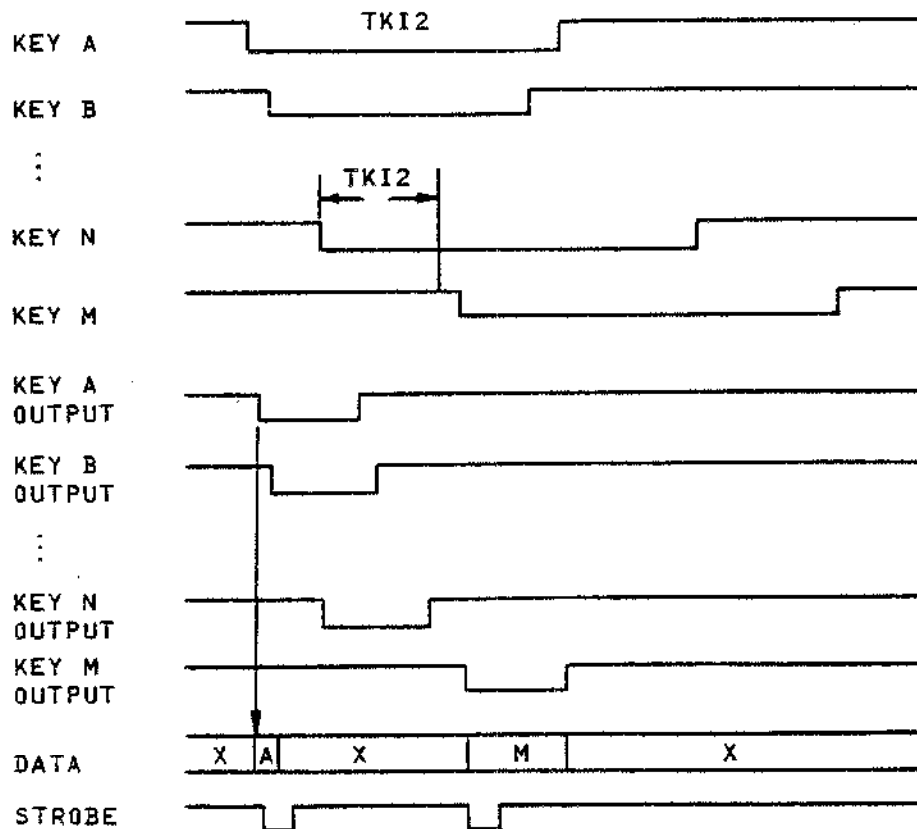 TKI2
KEY A
KEY B
⋮
TKI2
KEY N
KEY M
KEY A
OUTPUT
KEY B
OUTPUT
⋮
KEY N
OUTPUT
KEY M
OUTPUT
DATA X A X M X
STROBE